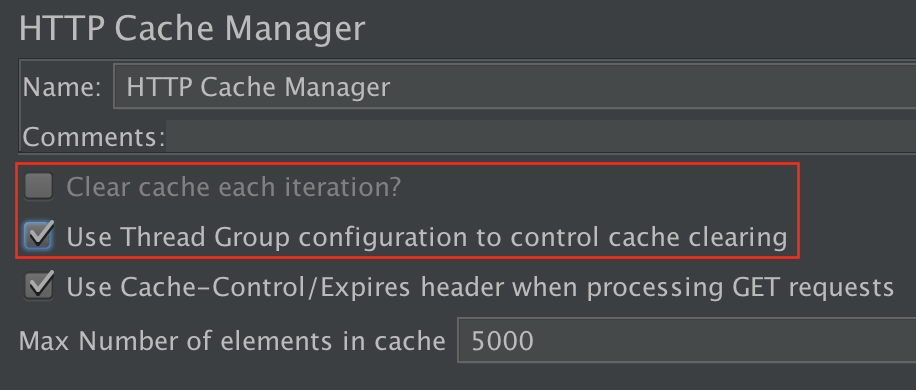 HTTP Cache Manager
Name: HTTP Cache Manager
Comments:
Clear cache each iteration?
Use Thread Group configuration to control cache clearing
Use Cache-Control/Expires header when processing GET requests
Max Number of elements in cache 5000